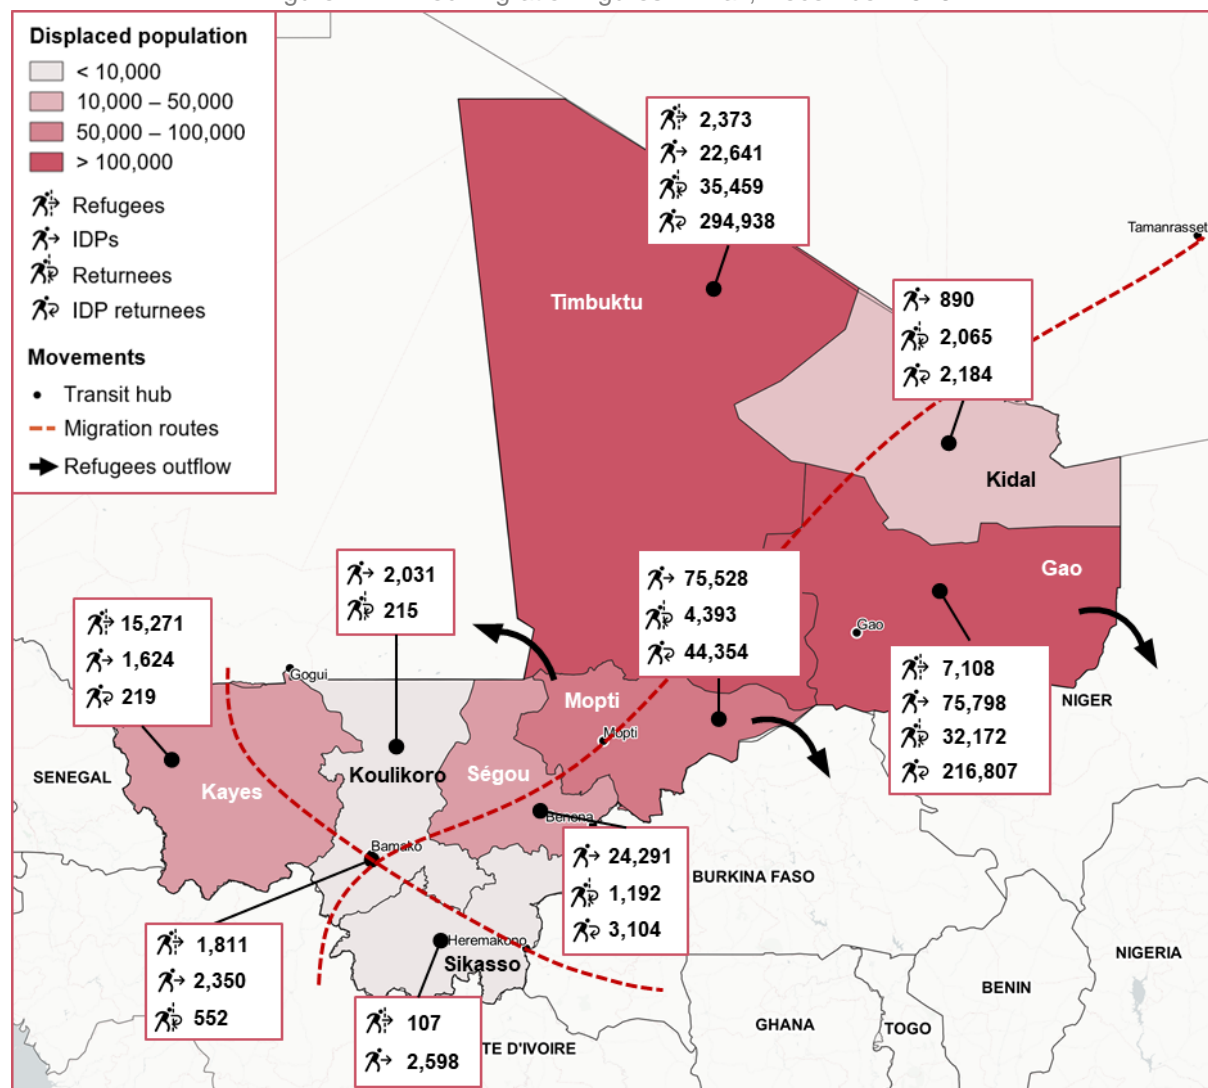 Displaced population
< 10,000
10,000 – 50,000
50,000 – 100,000
> 100,000
Refugees
IDPs
Returnees
IDP returnees
Movements
Transit hub
Migration routes
Refugees outflow
2,373
22,641
35,459
294,938
Tamanrasset
Timbuktu
890
2,065
2,184
Kidal
Gao
Gao
75,528
4,393
44,354
2,031
215
15,271
1,624
219
Gogui
7,108
75,798
32,172
216,807
NIGER
Mopti
Mopti
SENEGAL
Kayes
Koulikoro
Ségou
Benena
Bamako
24,291
1,192
3,104
BURKINA FASO
1,811
2,350
552
Heremakono
Sikasso
107
2,598
TE D'IVOIRE
GHANA
TOGO
BENIN
NIGERIA